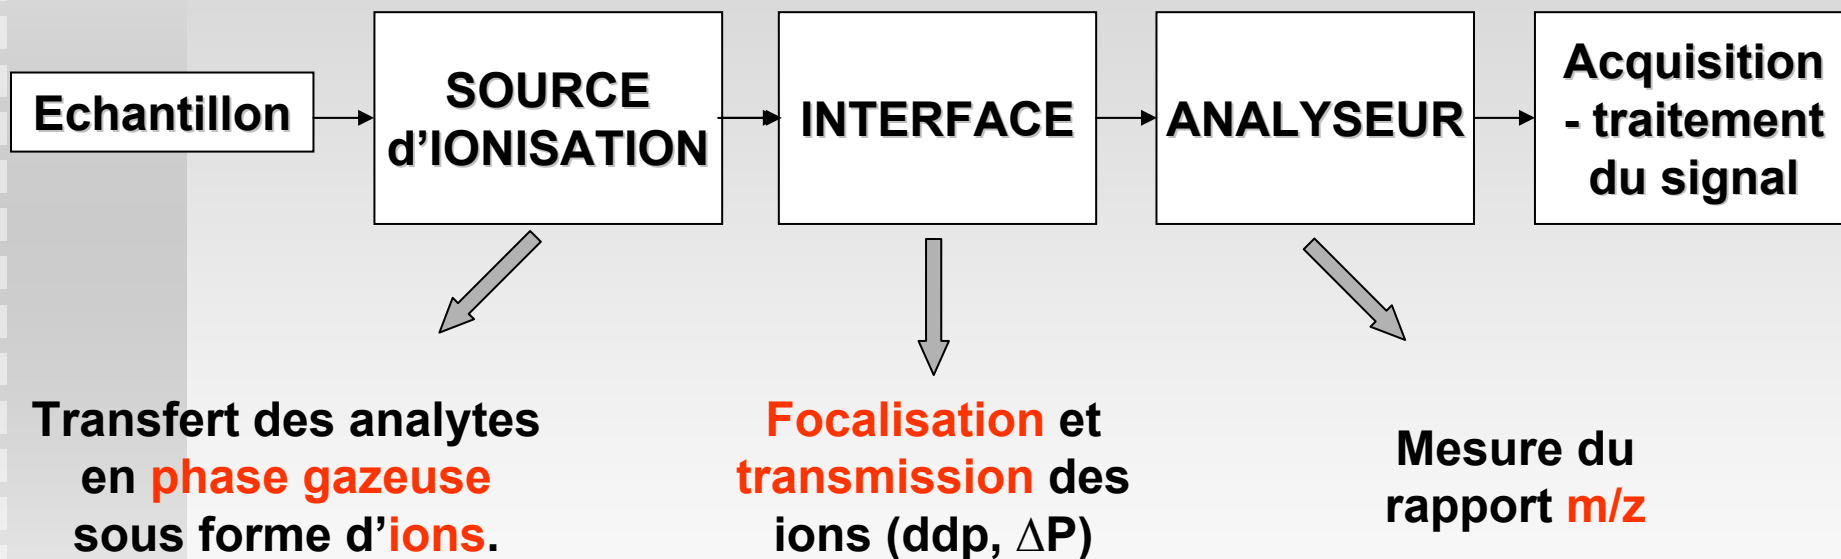 Echantillon
SOURCE
d'IONISATION
INTERFACE
ANALYSEUR
Acquisition
- traitement
du signal
Transfert des analytes
en phase gazeuse
sous forme d'ions.
Focalisation et
transmission des
ions (ddp, ∆P)
Mesure du
rapport m/z